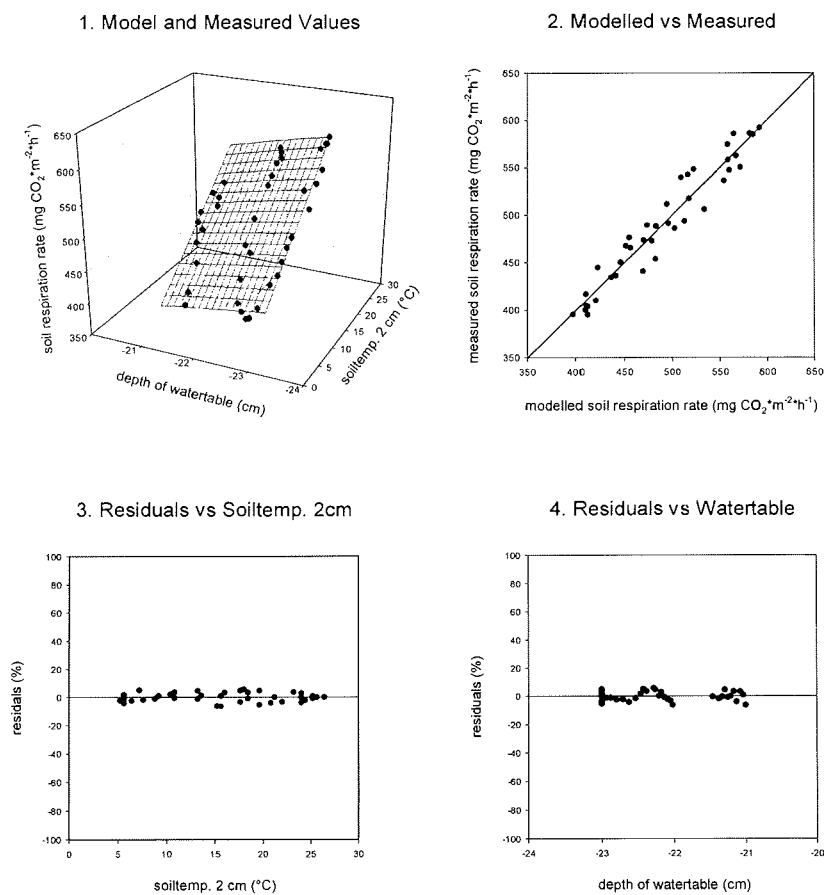 1. Model and Measured Values
soil respiration rate (mg CO2*m-2*h-1)
650
600
550
500
450
400
350
-21
-22
-23
-24
depth of watertable (cm)
0
5
10
15
20
25
30
soiltemp. 2 cm (°C)
2. Modelled vs Measured
measured soil respiration rate (mg CO2*m-2*h-1)
650
600
550
500
450
400
350
350 400 450 500 550 600 650
modelled soil respiration rate (mg CO2*m-2*h-1)
3. Residuals vs Soiltemp. 2cm
residals (%)
100
80
60
40
20
0
-20
-40
-60
-80
-100
0 5 10 15 20 25 30
soiltemp. 2 cm (°C)
4. Residuals vs Watertable
residuals (%)
100
80
60
40
20
0
-20
-40
-60
-80
-100
-24 -23 -22 -21 -20
depth of watertable (cm)